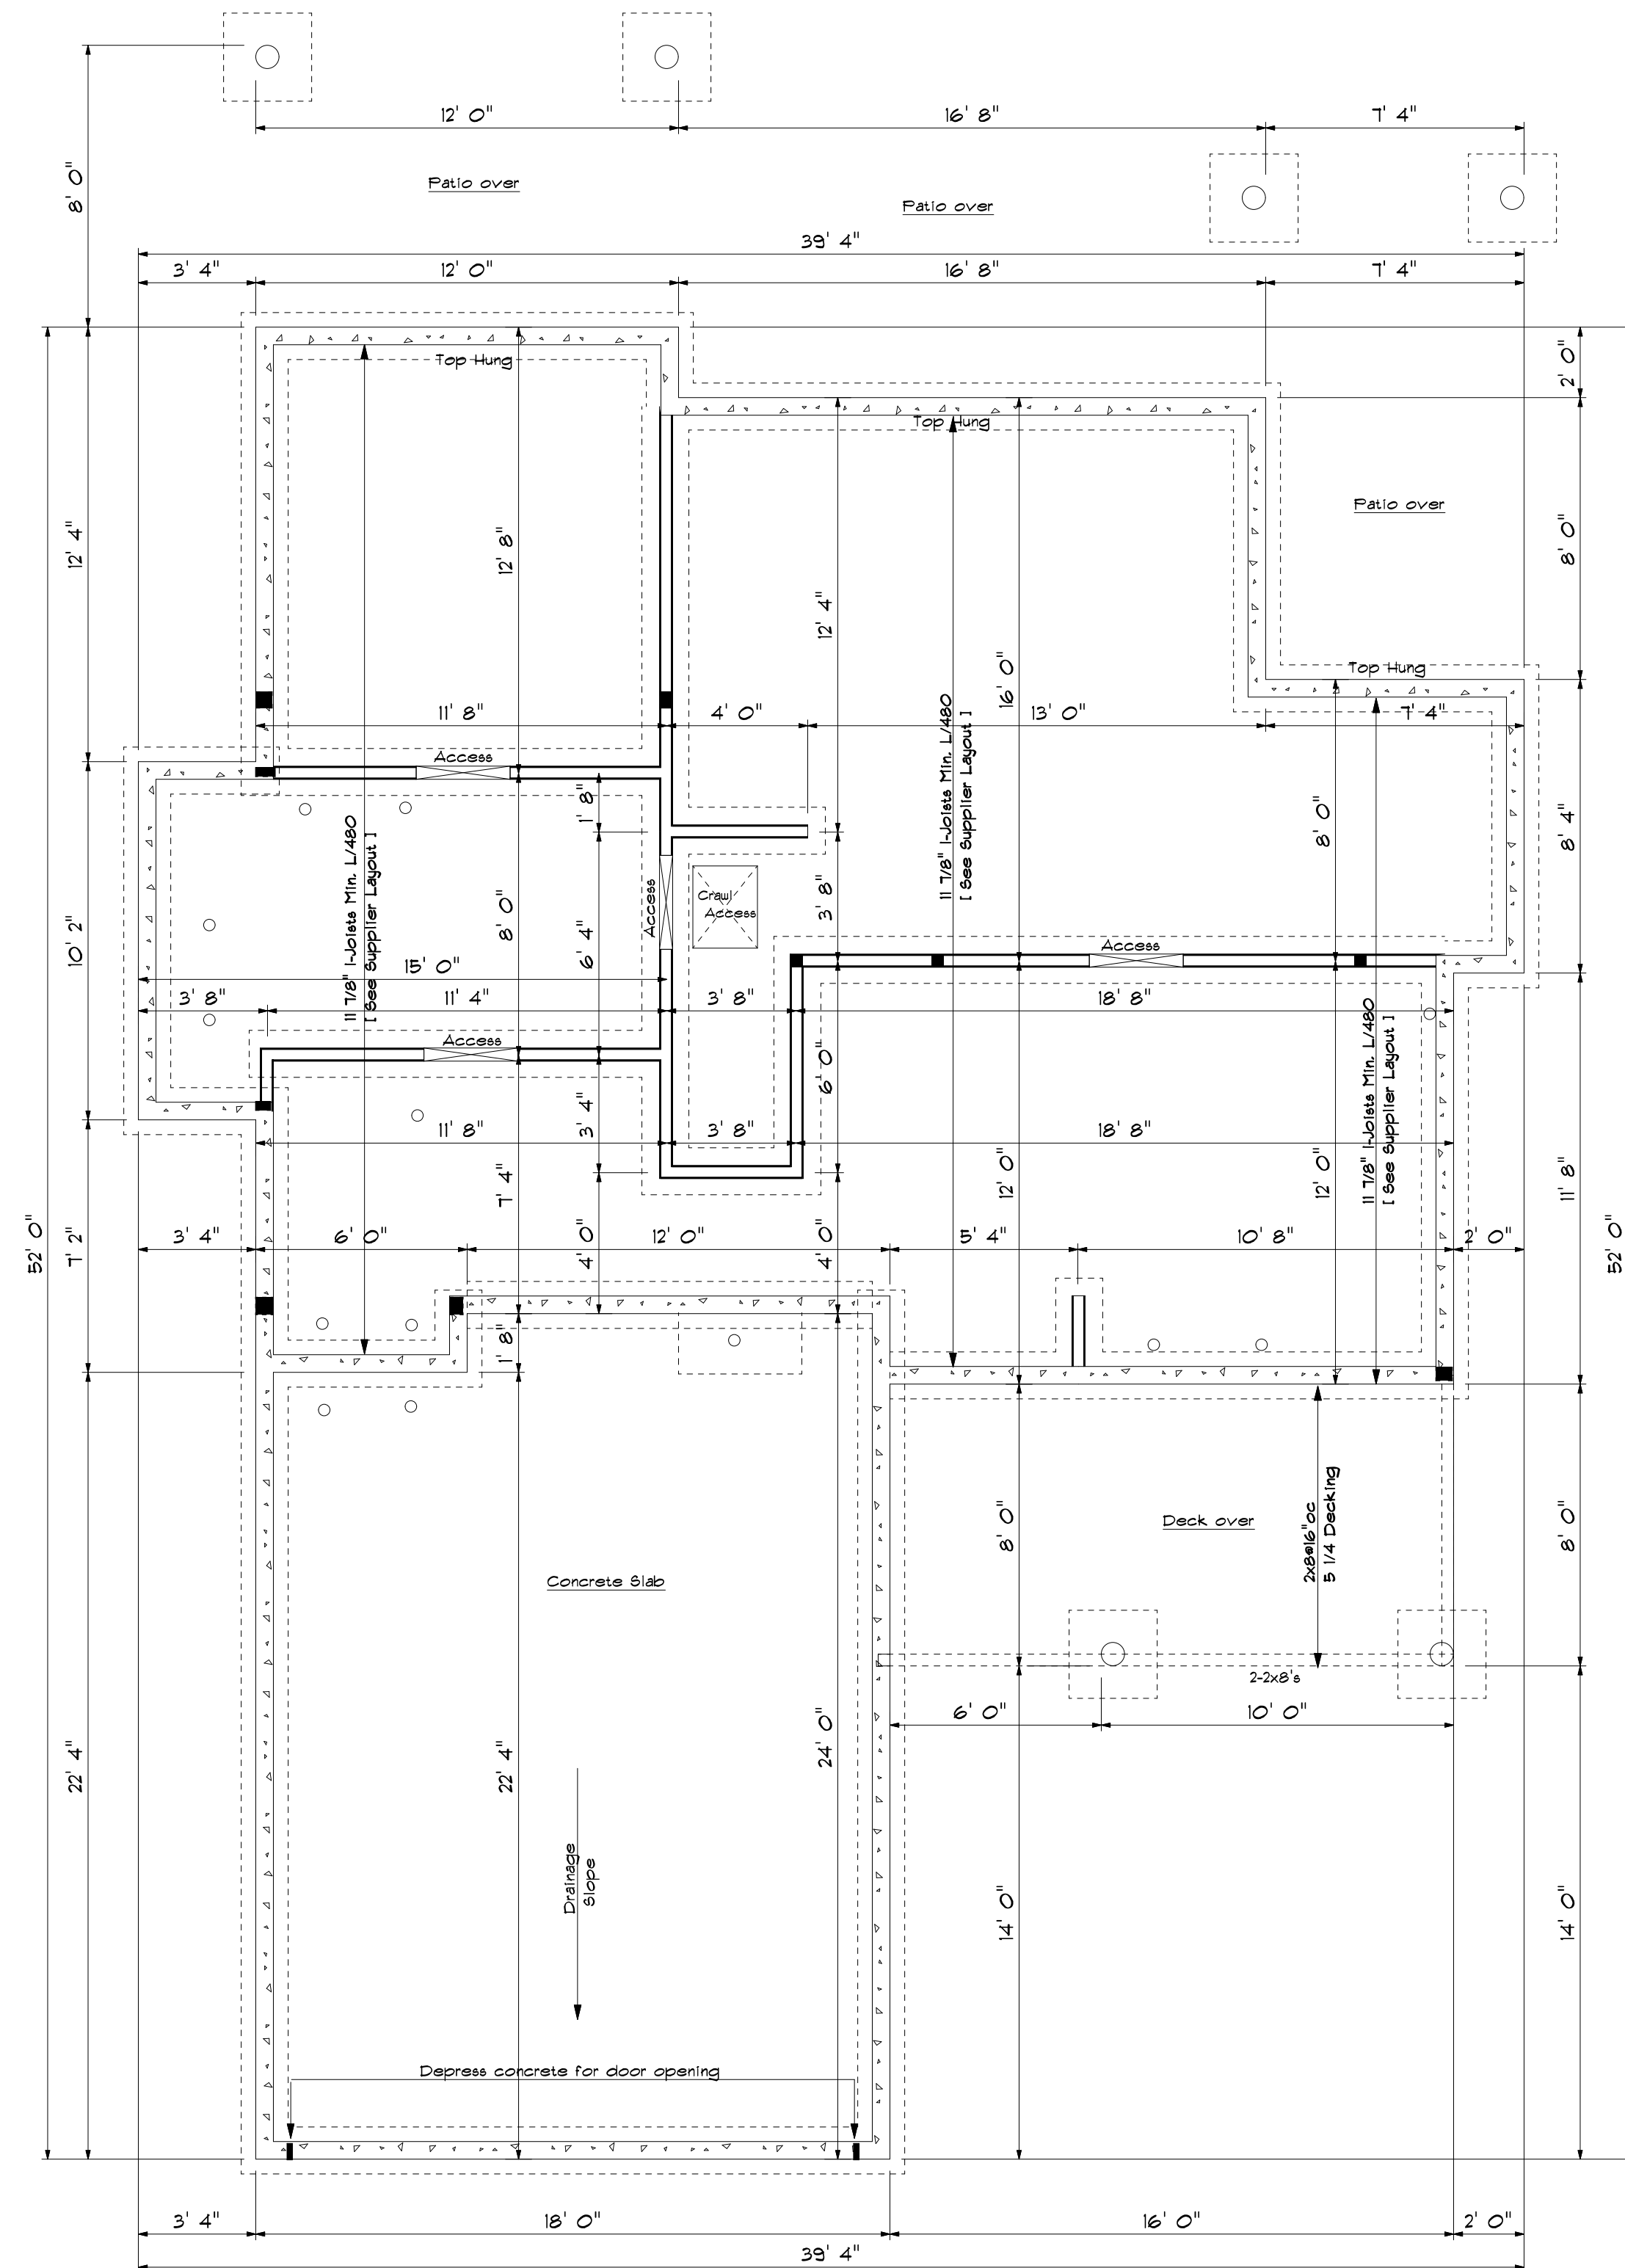 12' 0"
16' 8"
7' 4"
8' 0"
Patio over
Patio over
39' 4"
3' 4"
12' 0"
16' 8"
7' 4"
Top Hung
2' 0"
Top Hung
Patio over
12' 4"
12' 8"
8' 0"
12' 4"
16' 0"
Top Hung
11' 8"
4' 0"
13' 0"
7' 4"
Access
1' 8"
11 7/8" I-Joists Min. L/480
[ See Supplier Layout ]
11 7/8" I-Joists Min. L/480
[ See Supplier Layout ]
8' 0"
8' 4"
Crawl
Access
Access
3' 8"
10' 2"
8' 0"
6' 4"
Access
15' 0"
3' 8"
11' 4"
3' 8"
18' 8"
Access
6' 0"
11 7/8" I-Joists Min. L/480
[ See Supplier Layout ]
3' 4"
11' 8"
3' 8"
18' 8"
7' 4"
12' 0"
12' 0"
11' 8"
52' 0"
7' 2"
3' 4"
6' 0"
4' 0"
12' 0"
4' 0"
5' 4"
10' 8"
2' 0"
52' 0"
1' 8"
8' 0"
Deck over
2x8@16"oc
5 1/4 Decking
8' 0"
Concrete Slab
2-2x8's
6' 0"
10' 0"
22' 4"
22' 4"
24' 0"
Drainage
Slope
14' 0"
14' 0"
Depress concrete for door opening
3' 4"
18' 0"
16' 0"
2' 0"
39' 4"